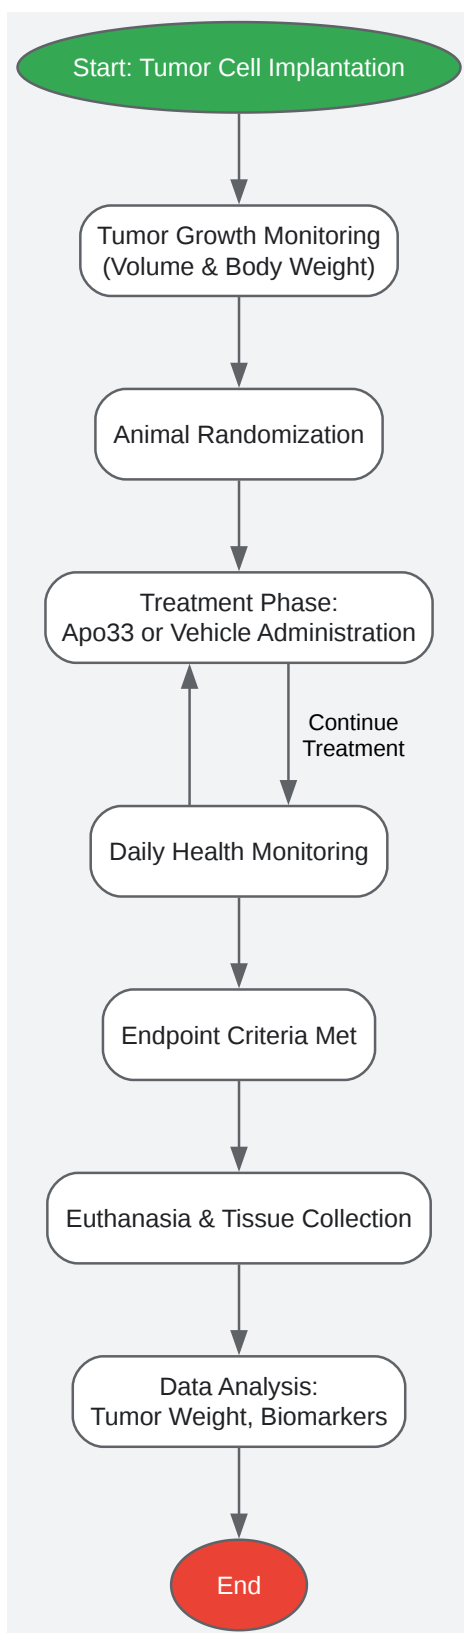 Start: Tumor Cell Implantation
Tumor Growth Monitoring
(Volume & Body Weight)
Animal Randomization
Treatment Phase:
Apo33 or Vehicle Administration
Continue
Treatment
Daily Health Monitoring
Endpoint Criteria Met
Euthanasia & Tissue Collection
Data Analysis:
Tumor Weight, Biomarkers
End